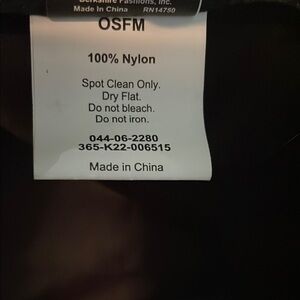 Berkshire Fashions, Inc.
Made In China RN14750
OSFM
100% Nylon
Spot Clean Only.
Dry Flat.
Do not bleach.
Do not iron.
044-06-2280
365-K22-006515
Made in China